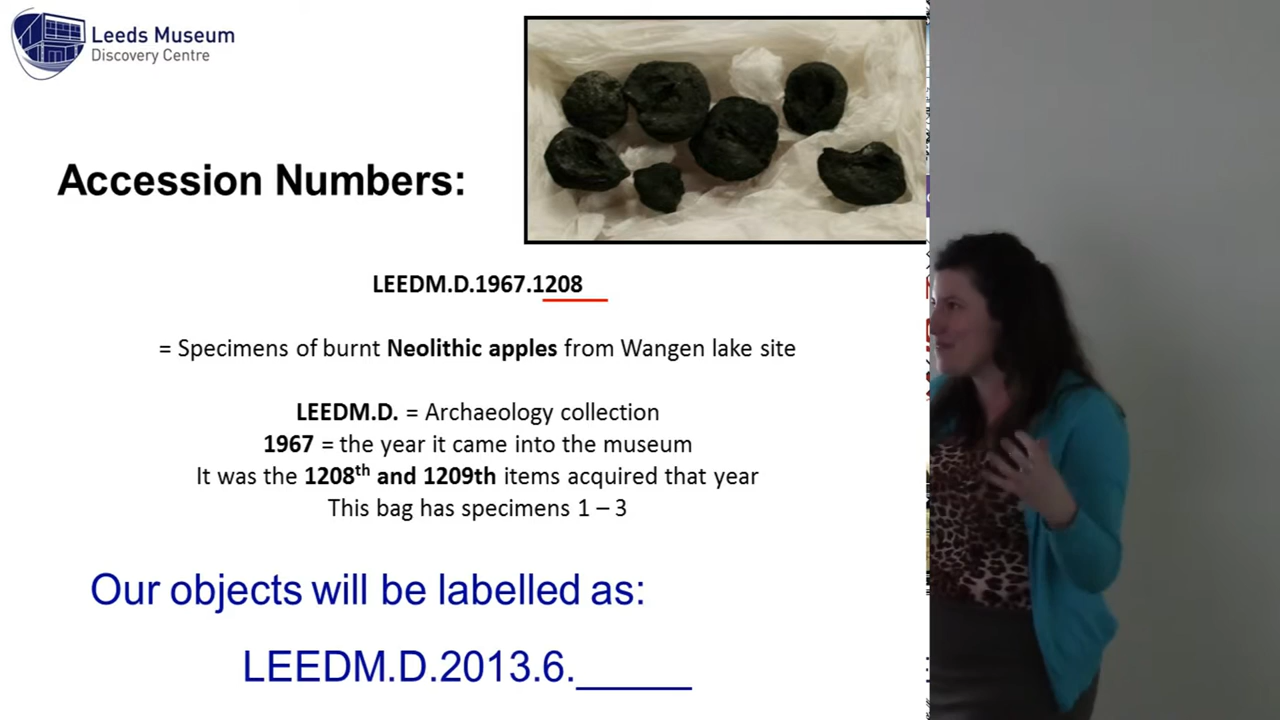 Leeds Museum
Discovery Centre
Accession Numbers:
LEEDM.D.1967.1208
= Specimens of burnt Neolithic apples from Wangen lake site
LEEDM.D. = Archaeology collection
1967 = the year it came into the museum
It was the 1208th and 1209th items acquired that year
This bag has specimens 1 – 3
Our objects will be labelled as:
LEEDM.D.2013.6._____